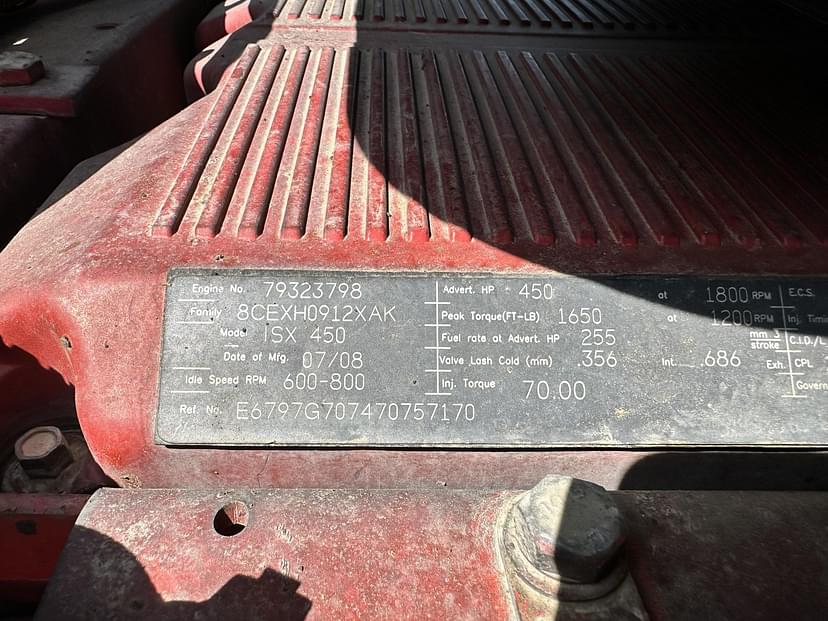 Engine No. 79323798 Advert. HP 450 at 1800 RPM E.C.S.
Family 8CEXH0912XAK Peak Torque(FT-LB) 1650 at 1200 RPM Inj. Timi
Model ISX 450 Fuel rate at Advert. HP 255 mm 3 stroke C.I.D./L
Date of Mfg. 07/08 Valve Lash Cold (mm) .356 Int. .686 Exh. CPL
Idle Speed RPM 600-800 Inj. Torque 70.00 Govern
Ref. No. E6797G707470757170